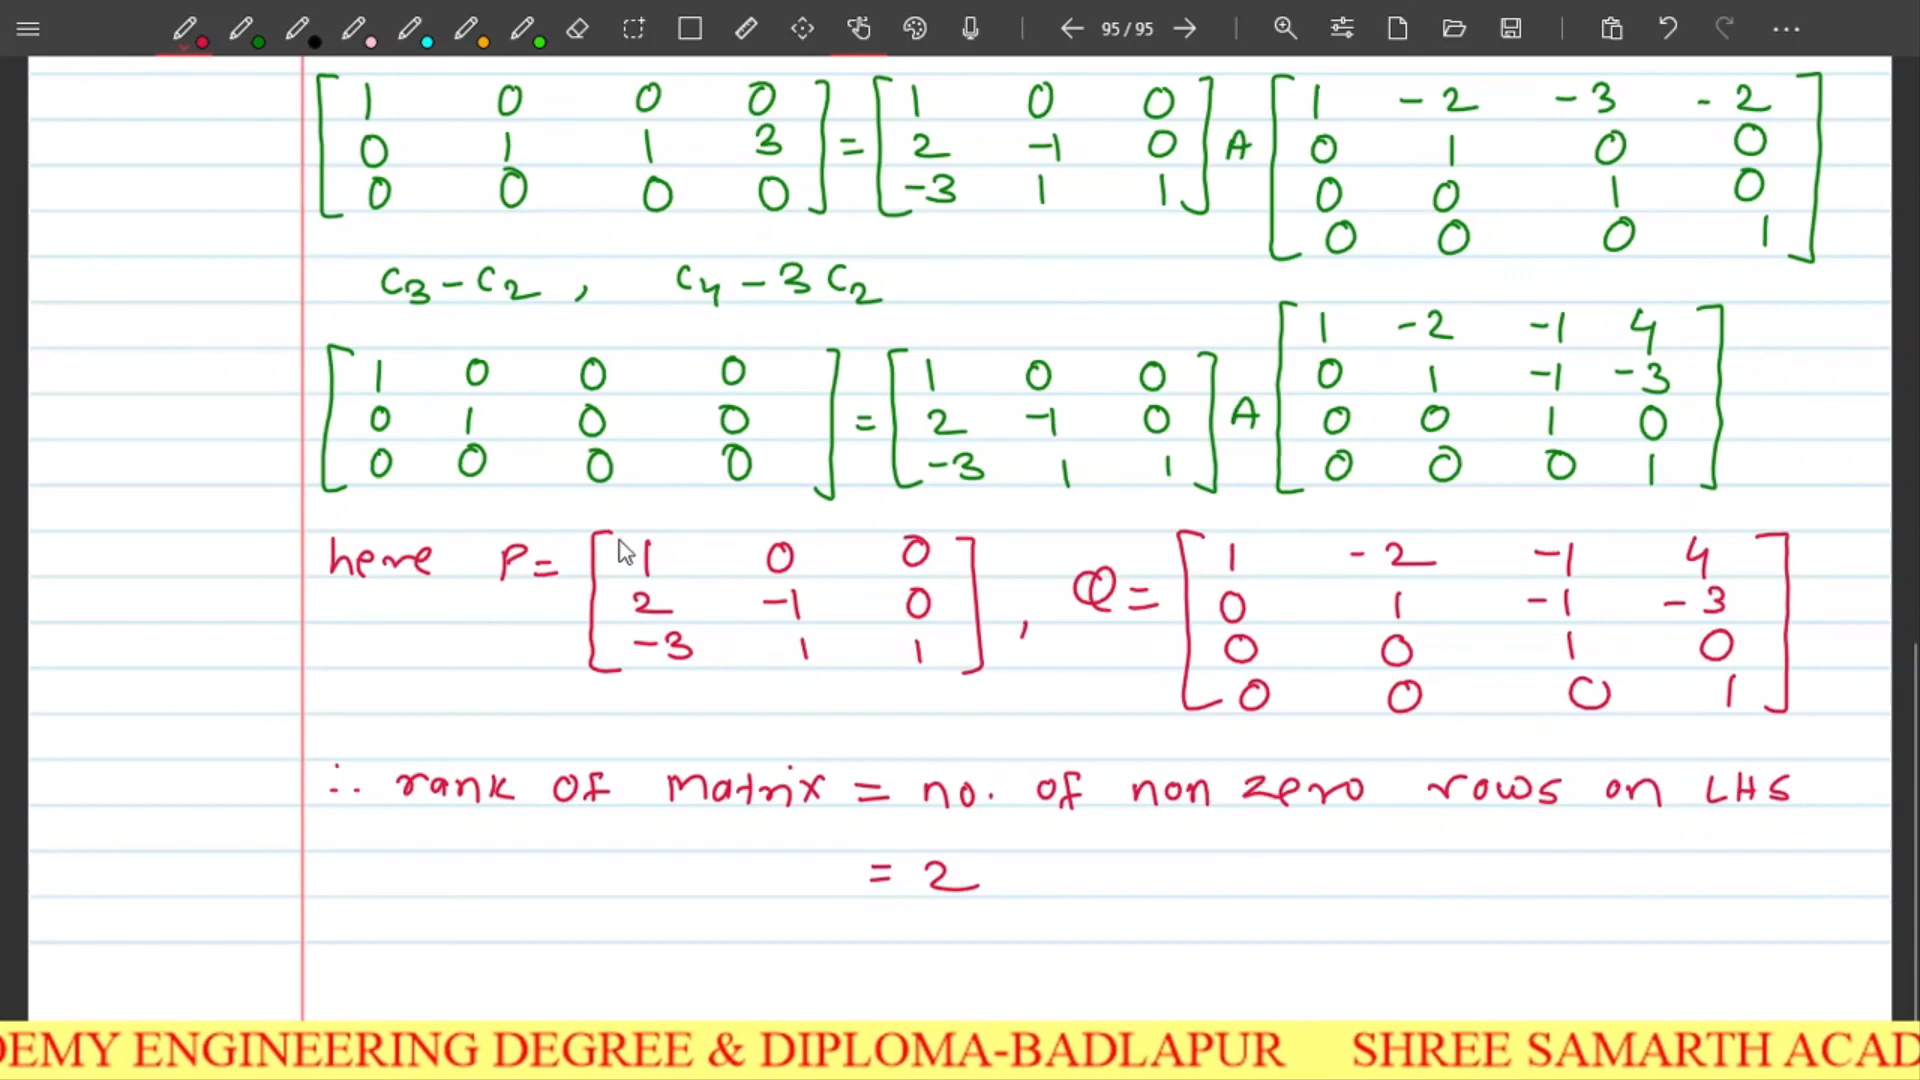 95/95
[1 0 0 0] = [1 0 0] A [1 -2 -3 -2]
[0 1 1 3] [2 -1 0] [0 1 0 0]
[0 0 0 0] [-3 1 1] [0 0 1 0]
[0 0 0 1]
C3 - C2 , C4 - 3C2
[1 0 0 0] = [1 0 0] A [1 -2 -1 4]
[0 1 0 0] [2 -1 0] [0 1 -1 -3]
[0 0 0 0] [-3 1 1] [0 0 1 0]
[0 0 0 1]
here P = [1 0 0] , Q = [1 -2 -1 4]
[2 -1 0] [0 1 -1 -3]
[-3 1 1] [0 0 1 0]
[0 0 0 1]
∴ rank of matrix = no. of non zero rows on LHS
= 2
DEMY ENGINEERING DEGREE & DIPLOMA-BADLAPUR SHREE SAMARTH ACAD